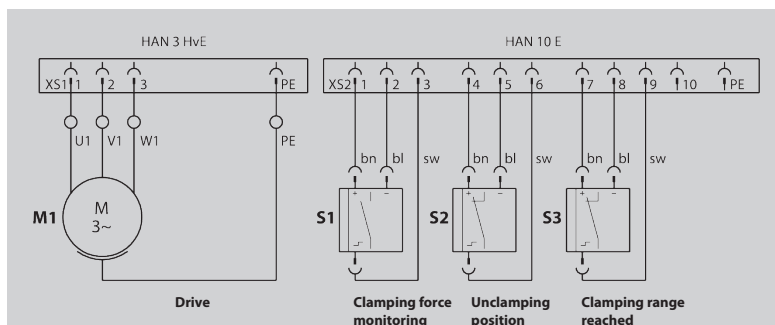 HAN 3 HvE HAN 10 E
XS1 1 2 3 PE XS2 1 2 3 4 5 6 7 8 9 10 PE
U1 V1 W1 PE
bn bl sw bn bl sw bn bl sw
+ − + − + −
M1 M 3~ S1 S2 S3
Drive Clamping force monitoring Unclamping position Clamping range reached